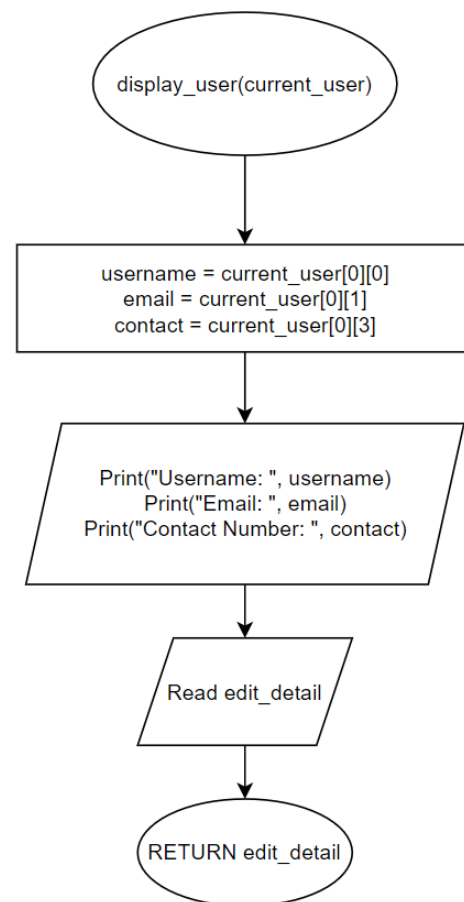 display_user(current_user)
username = current_user[0][0]
email = current_user[0][1]
contact = current_user[0][3]
Print("Username: ", username)
Print("Email: ", email)
Print("Contact Number: ", contact)
Read edit_detail
RETURN edit_detail